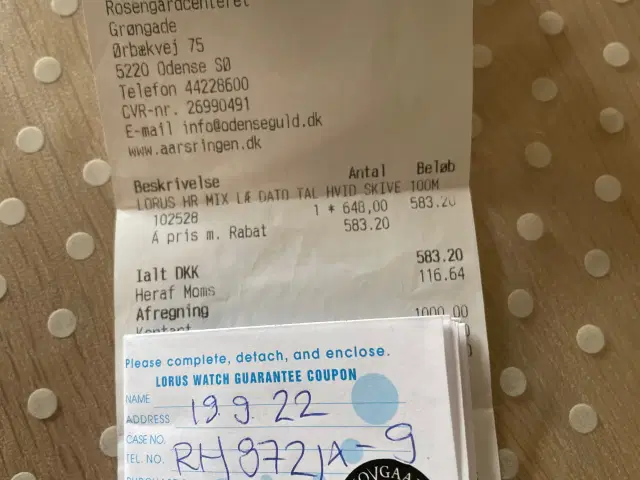 Rosengårdcenteret
Grøngade
Ørbækvej 75
5220 Odense SØ
Telefon 44228600
CVR-nr. 26990491
E-mail info@odenseguld.dk
www.aarsringen.dk
Beskrivelse Antal Beløb
LORUS HR MIX LÆ DATO TAL HVID SKIVE 100M
102528 1 * 648,00 583.20
Á pris m. Rabat 583.20
Ialt DKK 583.20
Heraf Moms 116.64
Afregning
Kontant 1000.00
Please complete, detach, and enclose.
LORUS WATCH GUARANTEE COUPON
NAME
ADDRESS 19.9.22
CASE NO.
TEL. NO. RH872JX-9